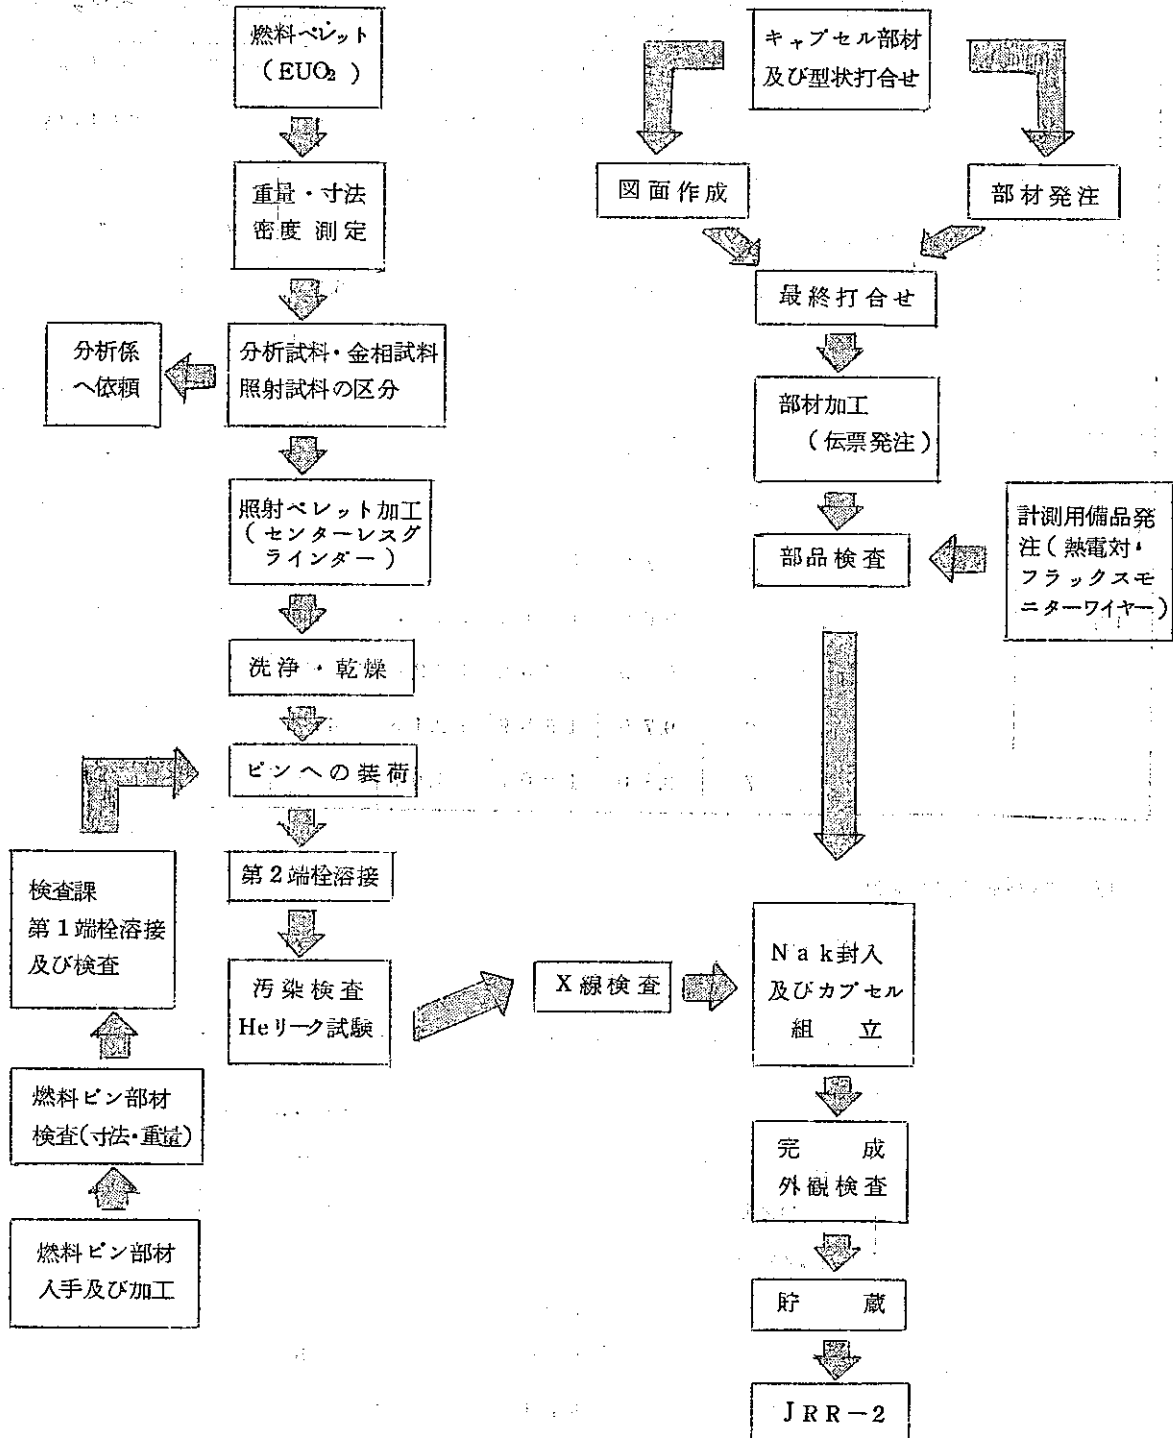 燃料ペレット
(EUO₂)
重量・寸法
密度測定
分析試料・金相試料
照射試料の区分
分析係
へ依頼
照射ペレット加工
(センターレスグ
ラインダー)
洗浄・乾燥
ピンへの装荷
第2端栓溶接
汚染検査
Heリーク試験
検査課
第1端栓溶接
及び検査
燃料ピン部材
検査(寸法・重量)
燃料ピン部材
入手及び加工
X線検査
キャプセル部材
及び型状打合せ
図面作成
部材発注
最終打合せ
部材加工
(伝票発注)
部品検査
計測用備品発
注(熱電対・
フラックスモ
ニターワイヤー)
Nak封入
及びカプセル
組立
完成
外観検査
貯蔵
JRR-2